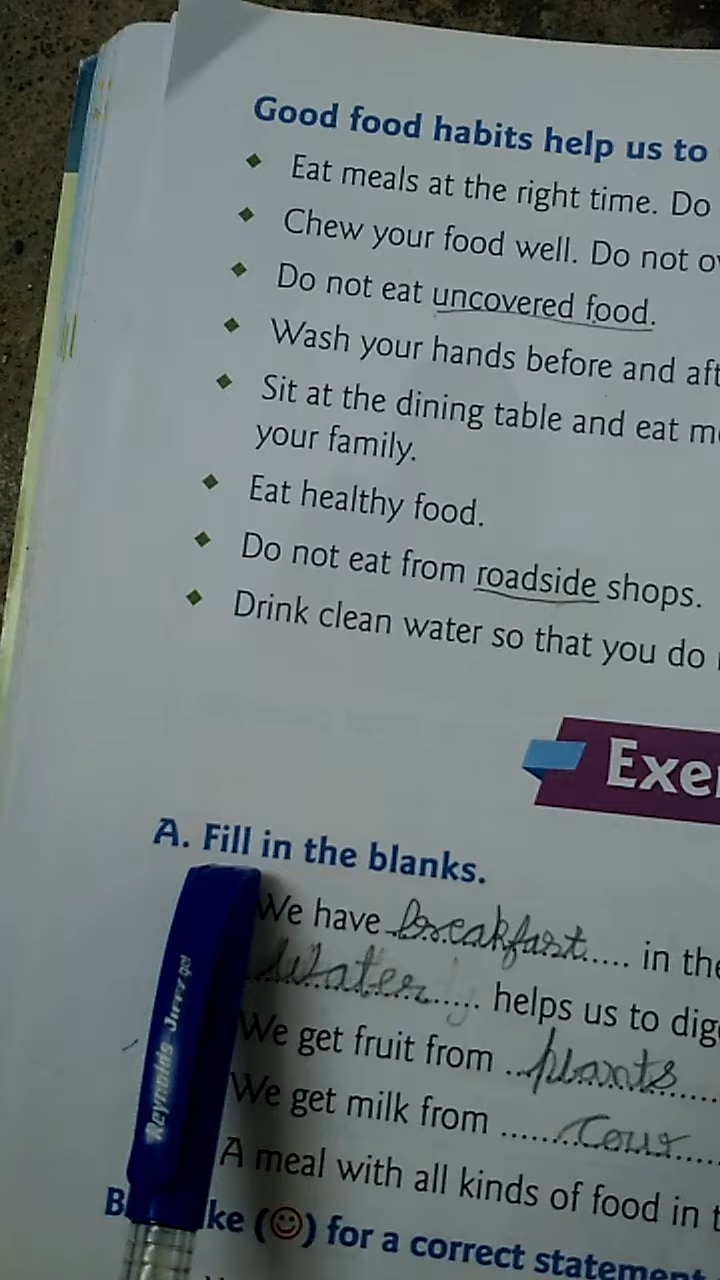 Good food habits help us to
Eat meals at the right time. Do
Chew your food well. Do not ov
Do not eat uncovered food.
Wash your hands before and aft
Sit at the dining table and eat me
your family.
Eat healthy food.
Do not eat from roadside shops.
Drink clean water so that you do
Exer
A. Fill in the blanks.
We have breakfast..... in the
Water...... helps us to dig
We get fruit from ...plants
We get milk from ........Cow
A meal with all kinds of food in t
B. ke (☺) for a correct statement
Reynolds Jiffy gel